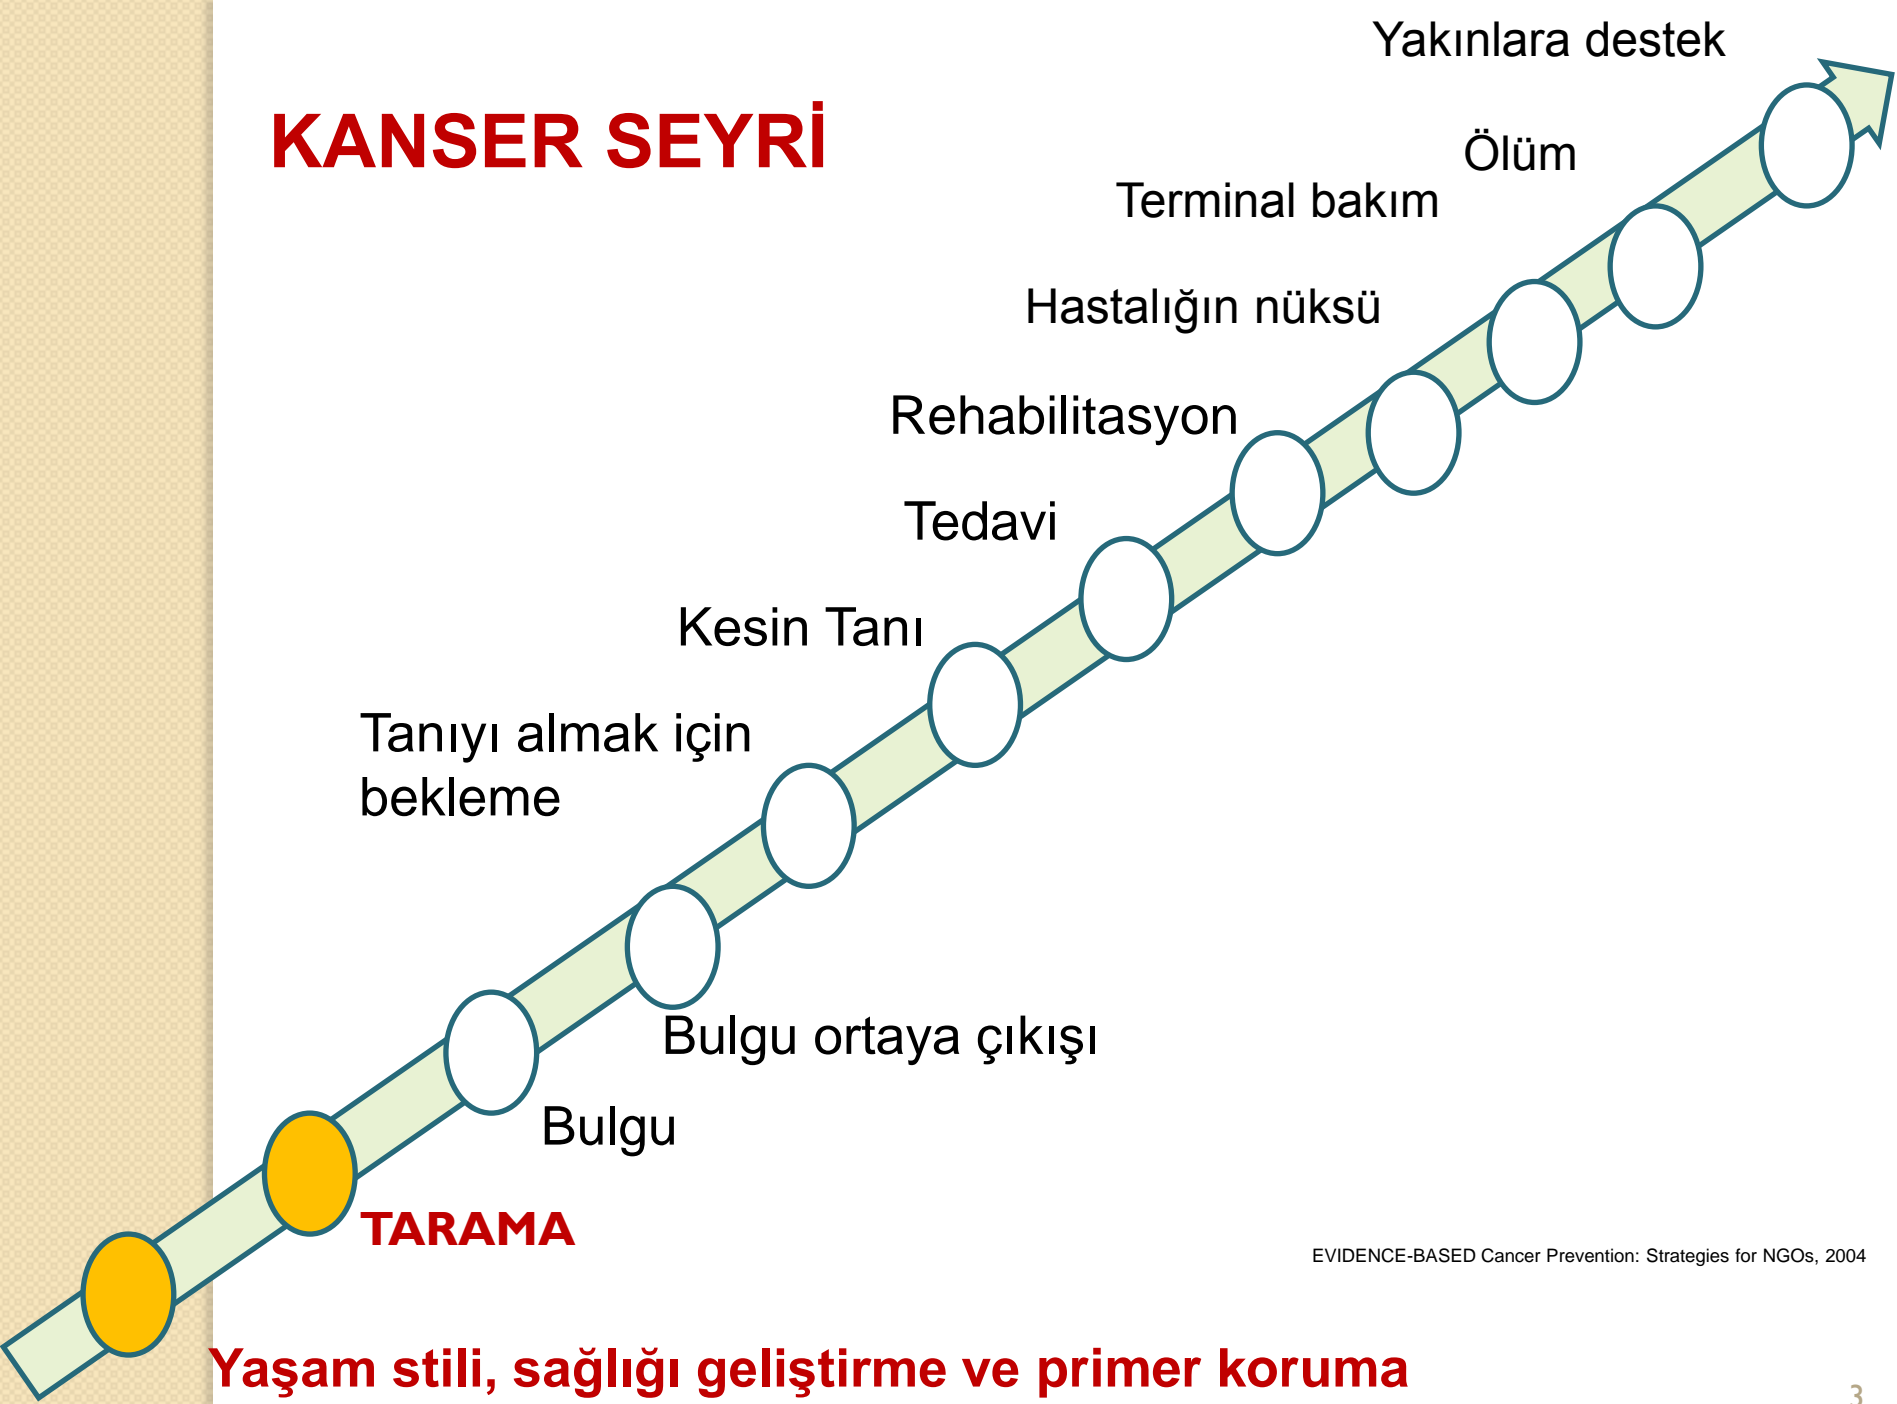 Yakınlara destek
KANSER SEYRİ
Ölüm
Terminal bakım
Hastalığın nüksü
Rehabilitasyon
Tedavi
Kesin Tanı
Tanıyı almak için
bekleme
Bulgu ortaya çıkışı
Bulgu
TARAMA
EVIDENCE-BASED Cancer Prevention: Strategies for NGOs, 2004
Yaşam stili, sağlığı geliştirme ve primer koruma
3